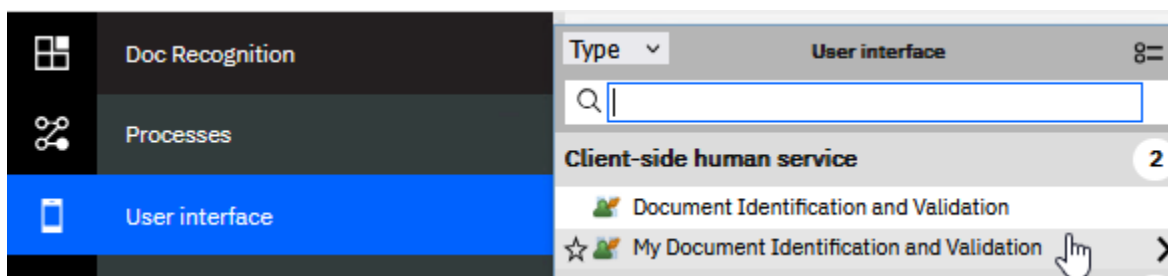 Doc Recognition
Processes
User interface
Type
User interface
Client-side human service
2
Document Identification and Validation
My Document Identification and Validation